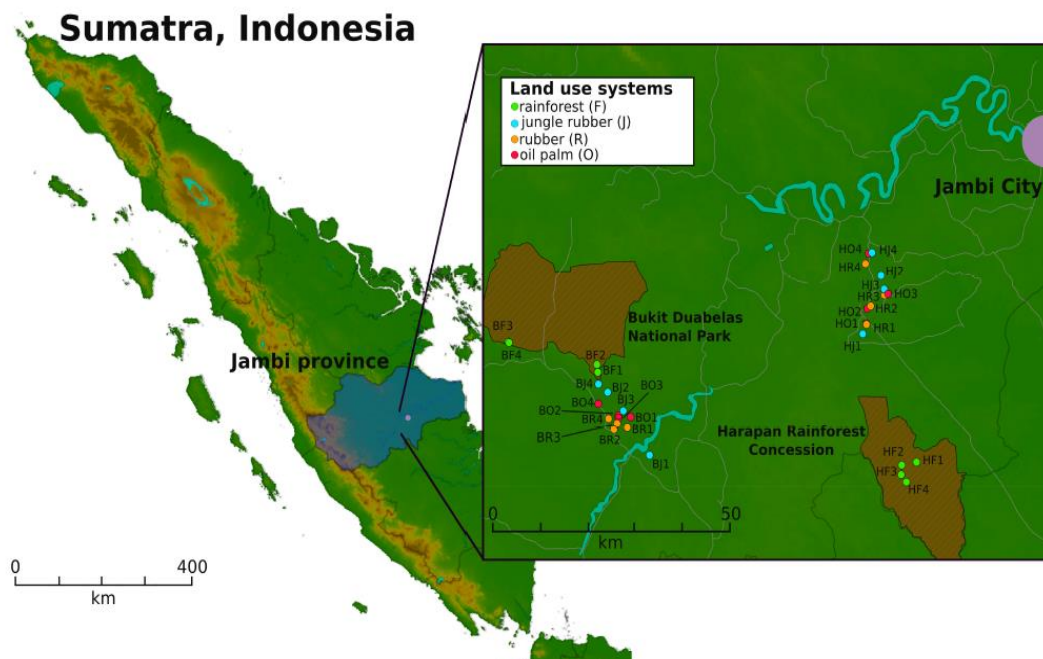 Sumatra, Indonesia
Land use systems
rainforest (F)
jungle rubber (J)
rubber (R)
oil palm (O)
Jambi City
HO4
HJ4
HR4
HJ2
HJ3
HR3
HO3
HO2
HR2
HO1
HR1
HJ1
Bukit Duabelas
National Park
BF3
BF4
BF2
BF1
Jambi province
BJ4
BJ2
BO3
BO4
BJ3
BO2
BR4
BO1
BR3
BR2
BR1
BJ1
Harapan Rainforest
Concession
HF2
HF1
HF3
HF4
0
50
km
0
400
km